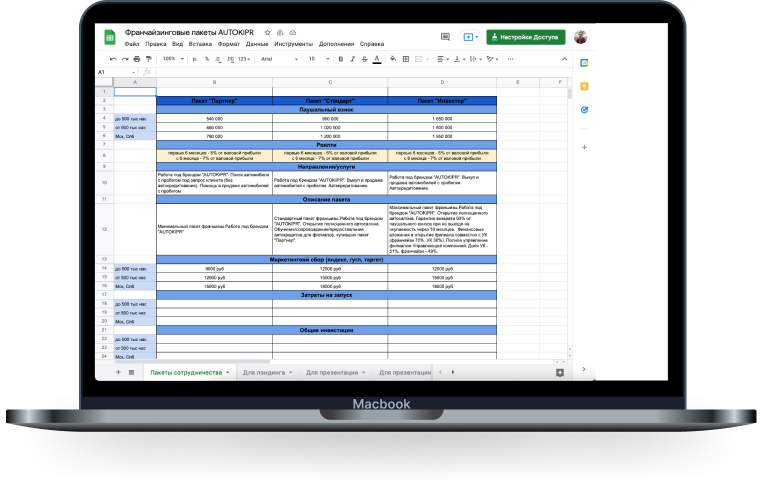 Франчайзинговые пакеты AUTOKIPR
Файл Правка Вид Вставка Формат Данные Инструменты Дополнения Справка
Настройки Доступа
100% р. % .0 .00 123 Arial 10 B I S A
A1 fx
A B C D E F
1
2 Пакет "Партнер" Пакет "Стандарт" Пакет "Инвестор"
3 Паушальный взнос
4 до 500 тыс нас 540 000 900 000
5 от 500 тыс нас 1 020 000
6 Мск, Спб 1 200 000
7 Роялти
8 первые 6 месяцев - 5% от валовой прибыли первые 6 месяцев - 5% от валовой прибыли первые 6 месяцев - 5% от валовой прибыли
с 6 месяца - 7% от валовой прибыли с 6 месяца - 7% от валовой прибыли с 6 месяца - 7% от валовой прибыли
9 Направления/услуги
10 Работа под брендом "AUTOKIPR". Поиск автомобиля
с пробегом под запрос клиента (без
автокредитования). Помощь в продаже автомобилей
с пробегом
Работа под брендом "AUTOKIPR". Выкуп и продажа
автомобилей с пробегом. Автокредитование.
Работа под брендом "AUTOKIPR". Выкуп и
продажа автомобилей с пробегом.
Автокредитование.
11 Описание пакета
12 Минимальный пакет франшизы.Работа под брендом
"AUTOKIPR"
Стандартный пакет франшизы.Работа под брендом
"AUTOKIPR". Открытие полноценного автосалона.
Обучение/сопровождение/предоставление
автокредитов для филиалов, купивших пакет
"Партнер".
Максимальный пакет франшизы.Работа под
брендом "AUTOKIPR". Открытие полноценного
автосалона. Гарантия возврата 50% от
паушального взноса при не выходе на
окупаемость через 18 месяцев. Финансовые
вложения в открытие филиала совместно с УК
(франчайзи 70%, УК 30%). Полное управление
филиалом Управляющей компанией. Доля УК -
51%, франчайзи - 49%.
13 Маркетинговый сбор (яндекс, гугл, таргет)
14 до 500 тыс нас 9000 руб 12000 руб 12000 руб
15 от 500 тыс нас 12000 руб 15000 руб 15000 руб
16 Мск, Спб 15000 руб 18000 руб 18000 руб
17 Затраты на запуск
18 до 500 тыс нас
19 от 500 тыс нас
20 Мск, Спб
21 Общие инвестиции
22 до 500 тыс нас
23 от 500 тыс нас
24 Мск, Спб
Пакеты сотрудничества Для лэндинга Для презентации Для презентации
Macbook